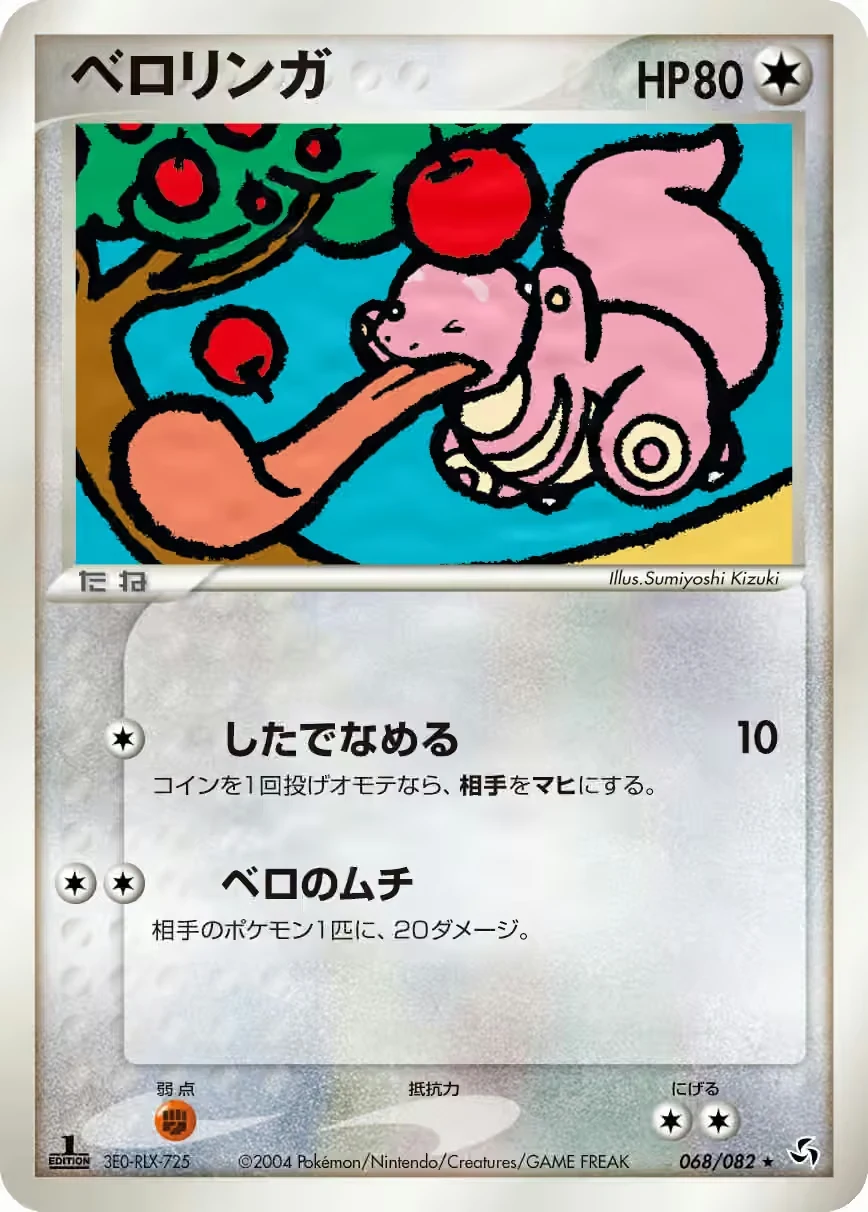 ベロリンガ HP80
たね Illus.Sumiyoshi Kizuki
したでなめる 10
コインを1回投げオモテなら、相手をマヒにする。
ベロのムチ
相手のポケモン1匹に、20ダメージ。
弱点 抵抗力 にげる
1 EDITION 3E0-RLX-725 ©2004 Pokémon/Nintendo/Creatures/GAME FREAK 068/082 ★